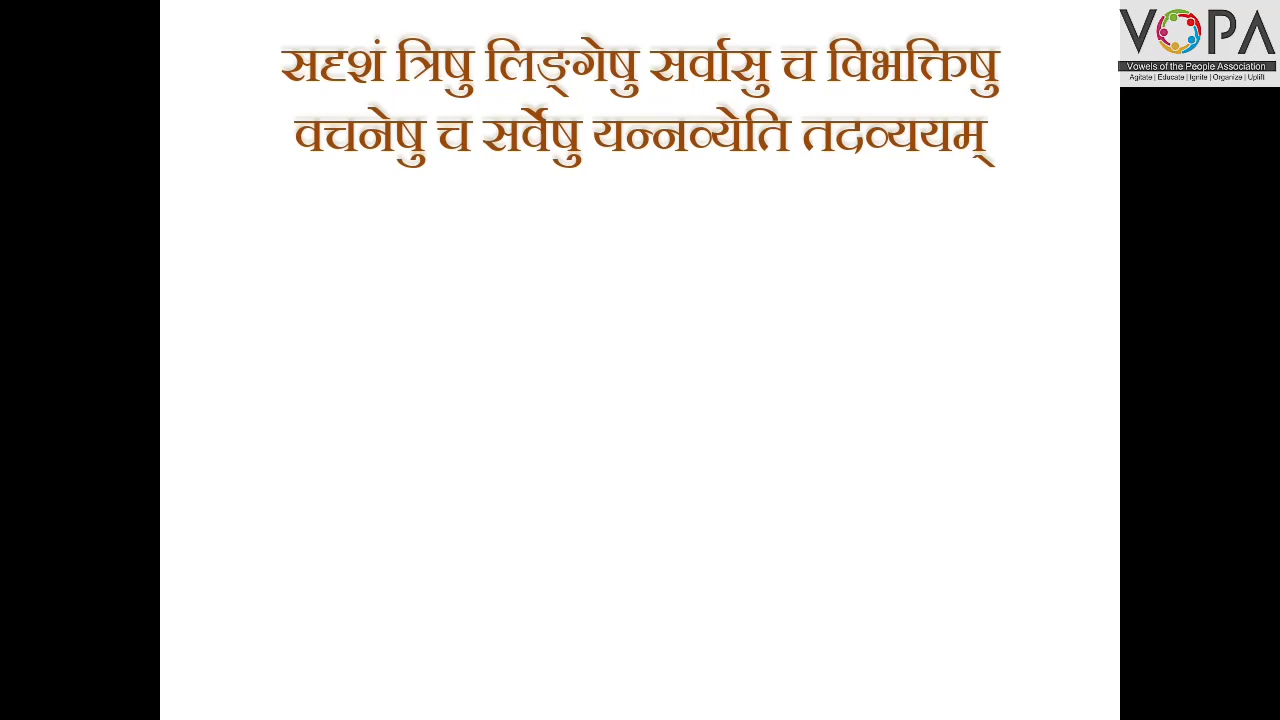 सदृशं त्रिषु लिङ्गेषु सर्वासु च विभक्तिषु
वचनेषु च सर्वेषु यन्नव्येति तदव्ययम्
VOPA
Vowels of the People Association
Agitate | Educate | Ignite | Organize | Uplift